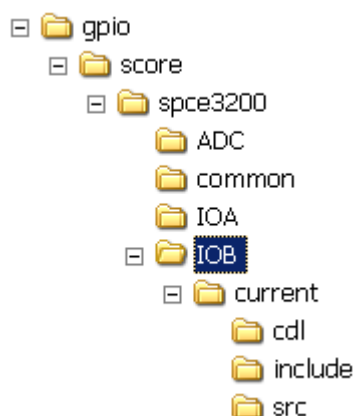 gpio
score
spce3200
ADC
common
IOA
IOB
current
cdl
include
src